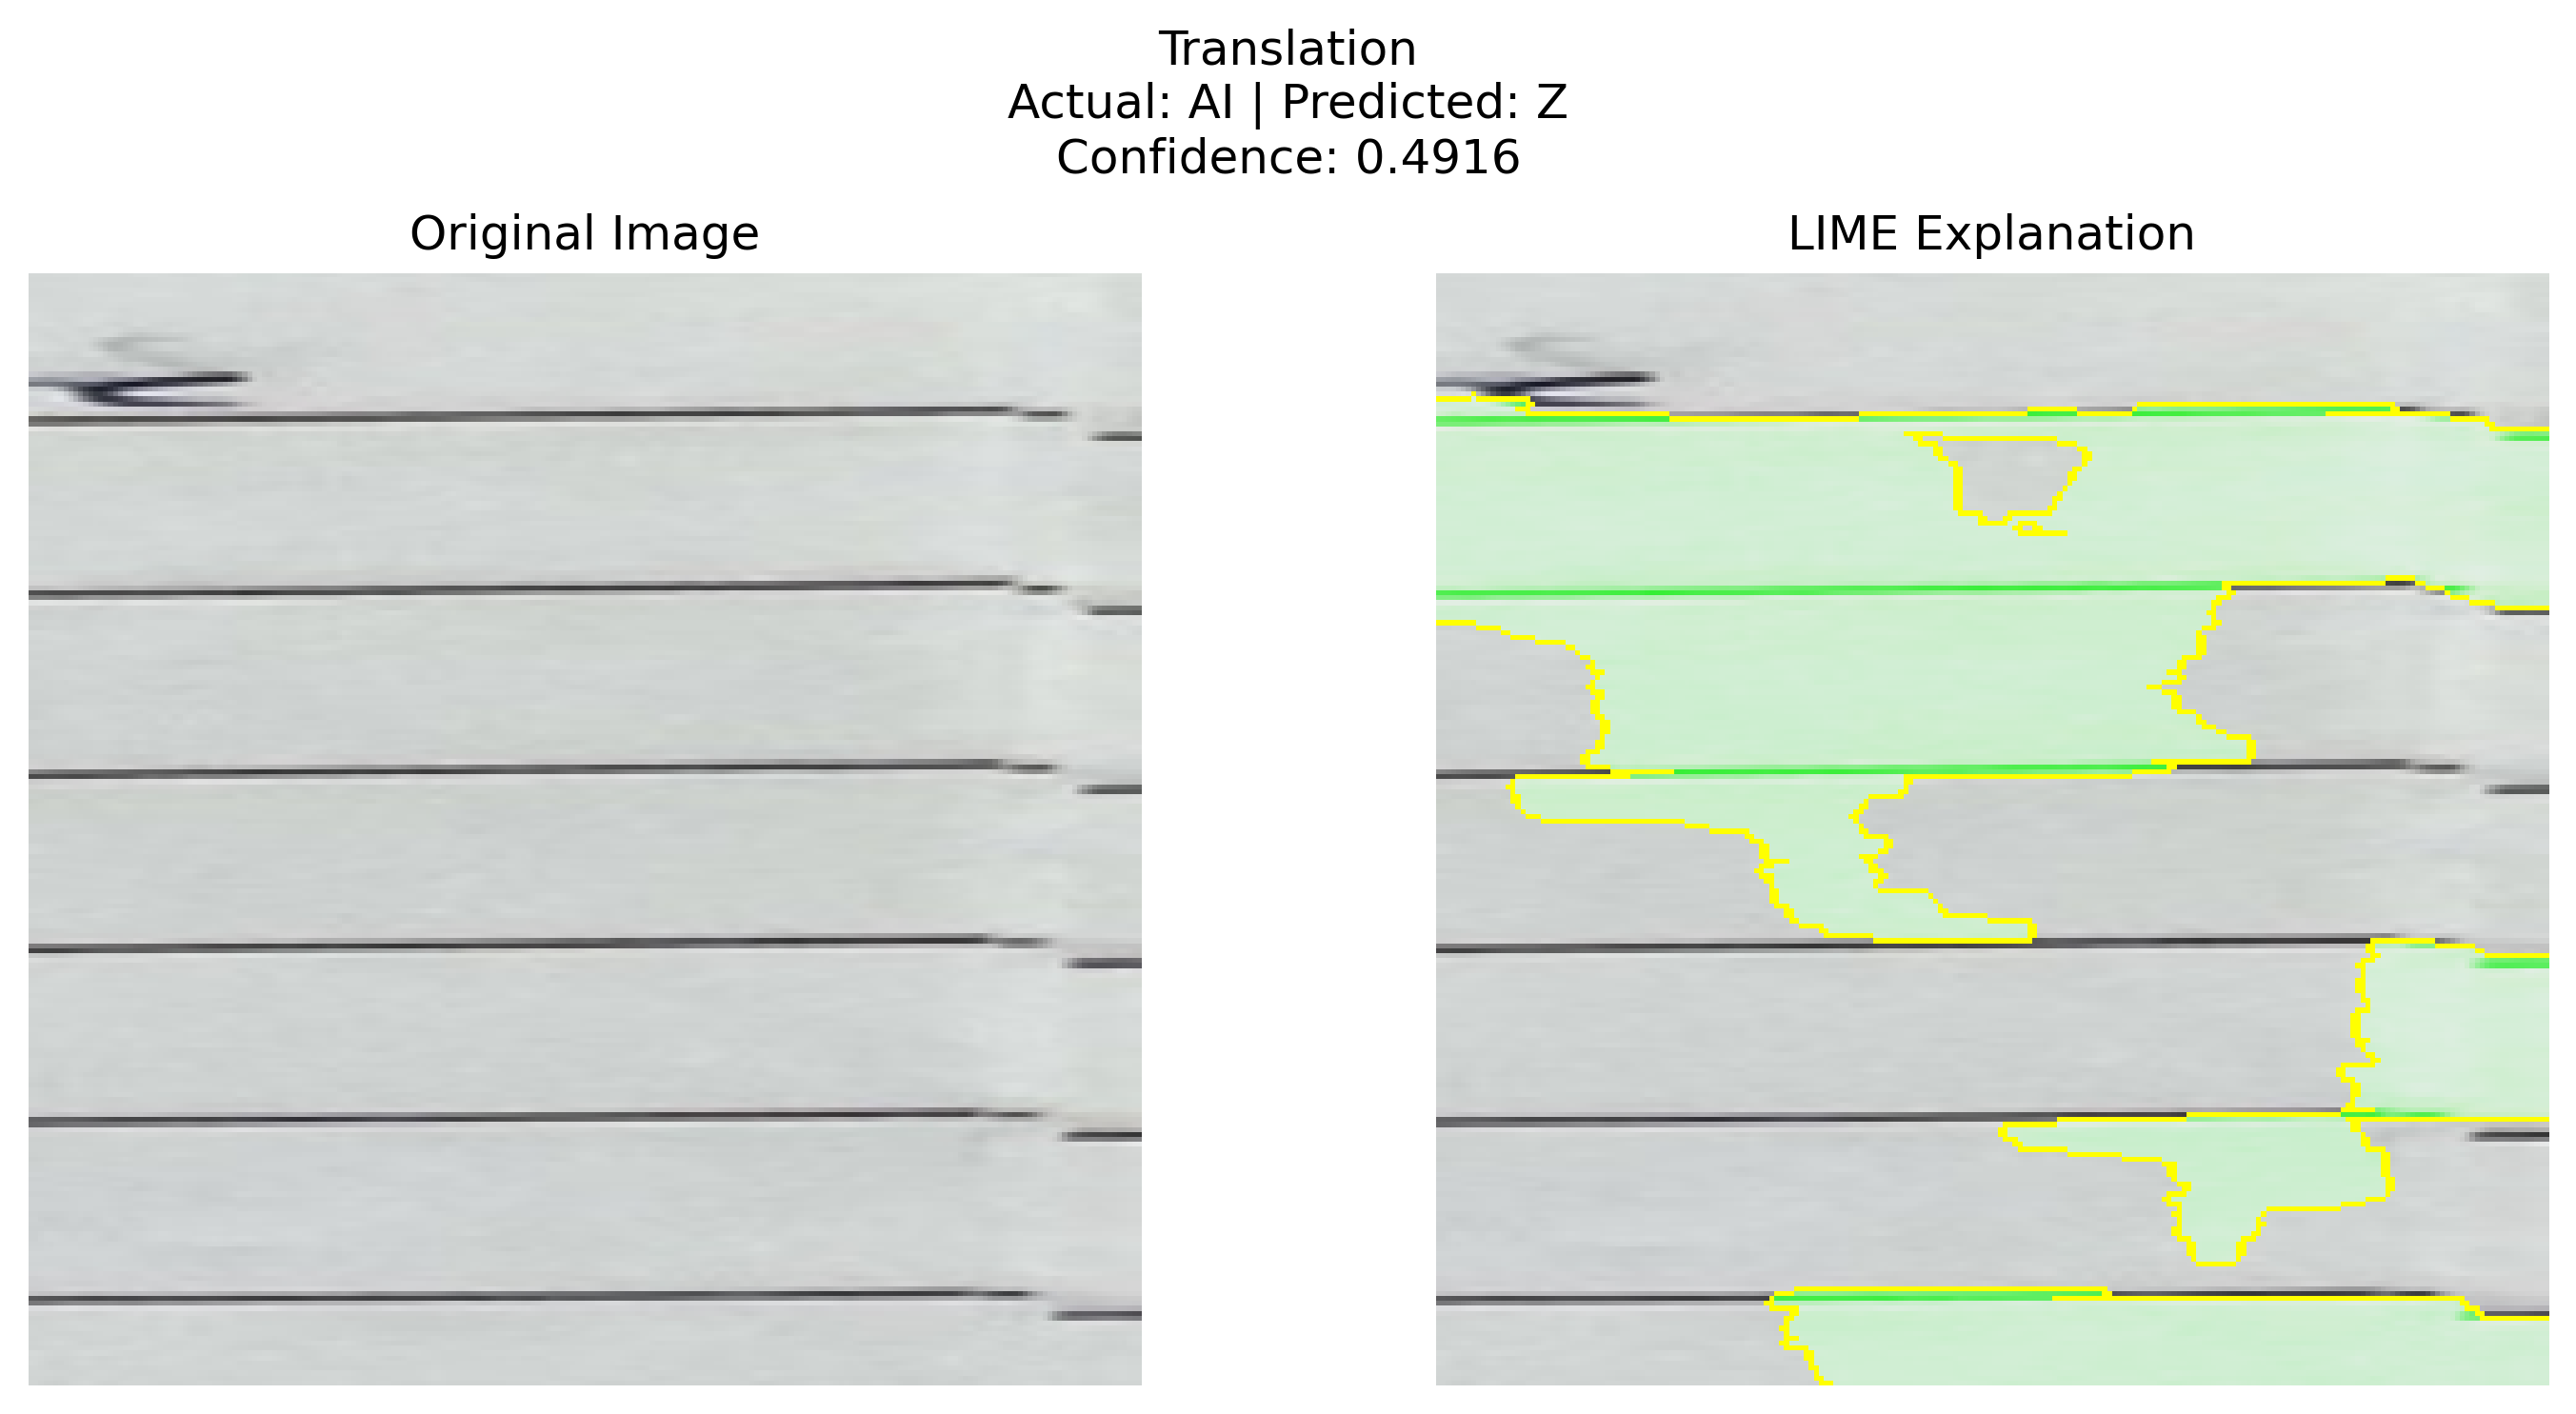 Translation
Actual: AI | Predicted: Z
Confidence: 0.4916
Original Image
LIME Explanation